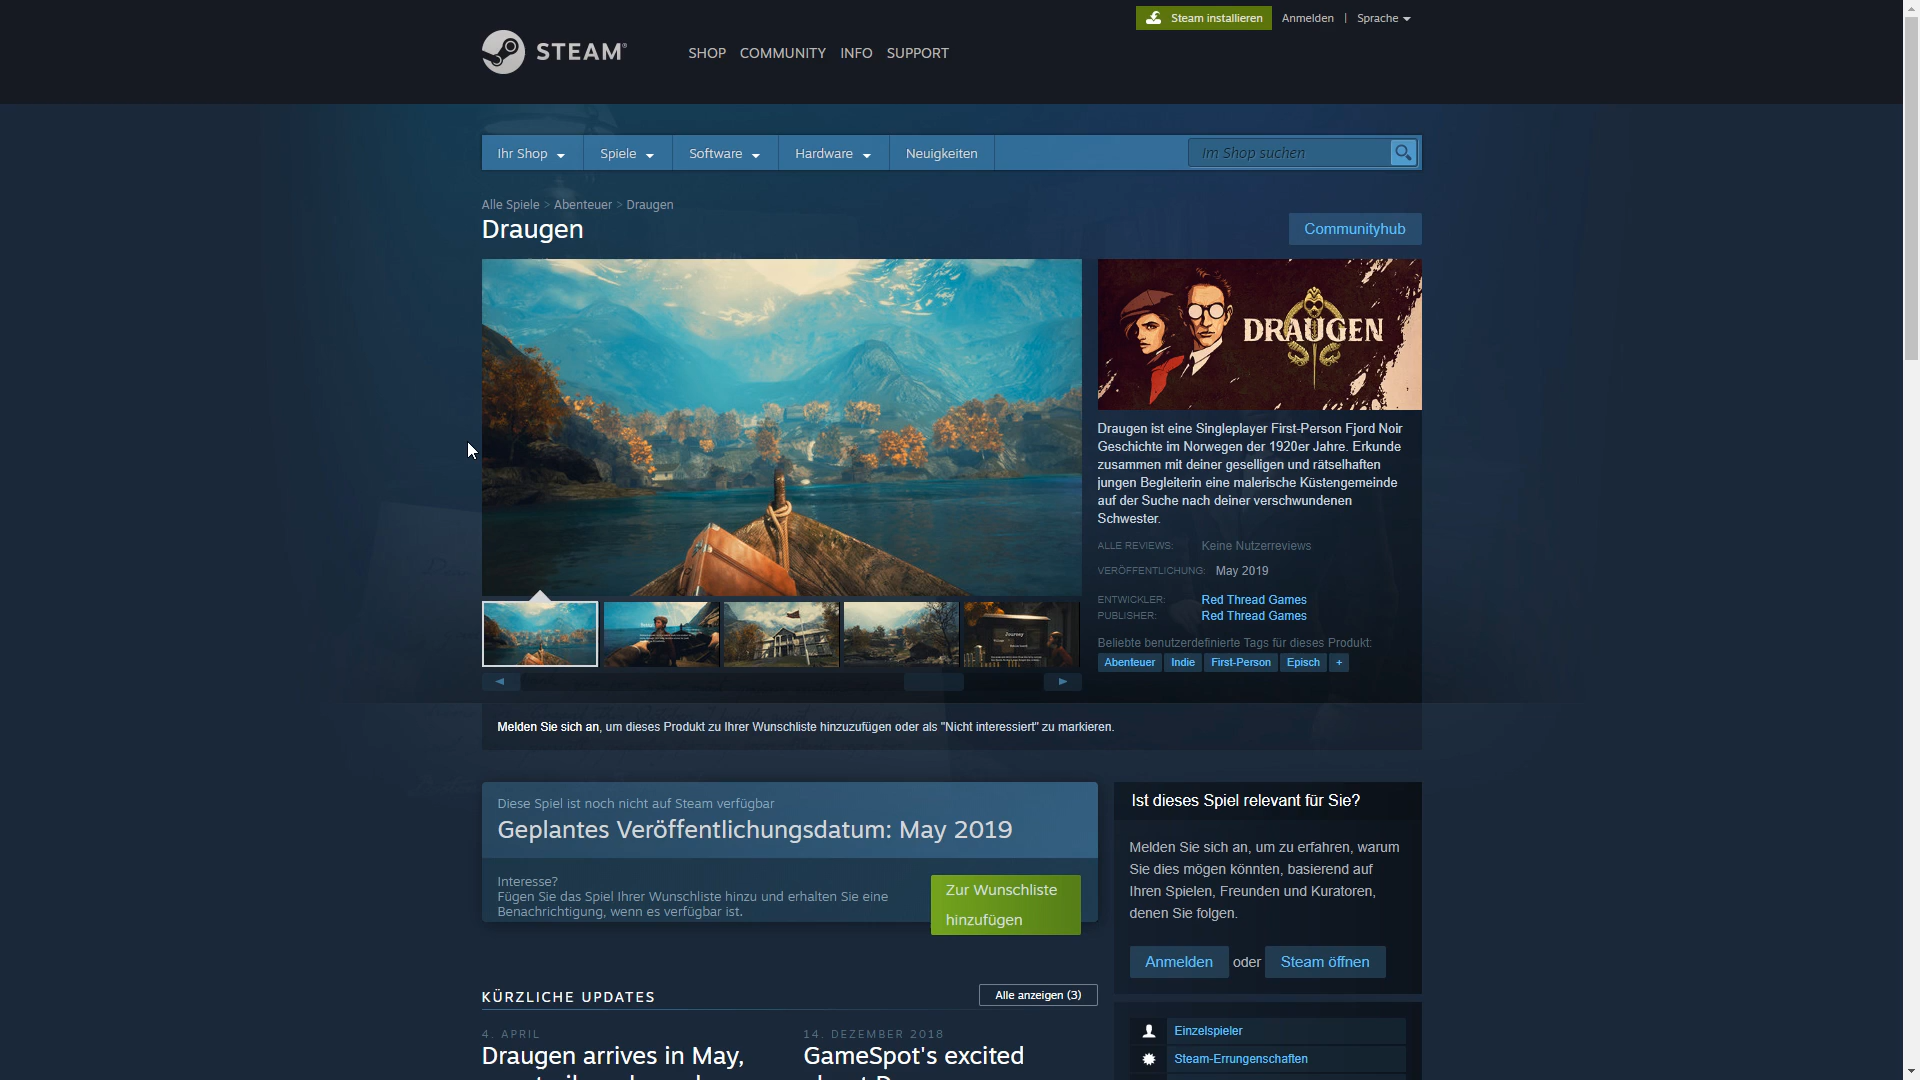 Steam installieren
Anmelden | Sprache
STEAM
SHOP COMMUNITY INFO SUPPORT
Ihr Shop Spiele Software Hardware Neuigkeiten
Im Shop suchen
Alle Spiele > Abenteuer > Draugen
Draugen
Communityhub
DRAUGEN
Draugen ist eine Singleplayer First-Person Fjord Noir
Geschichte im Norwegen der 1920er Jahre. Erkunde
zusammen mit deiner geselligen und rätselhaften
jungen Begleiterin eine malerische Küstengemeinde
auf der Suche nach deiner verschwundenen
Schwester.
ALLE REVIEWS: Keine Nutzerreviews
VERÖFFENTLICHUNG: May 2019
ENTWICKLER: Red Thread Games
PUBLISHER: Red Thread Games
Beliebte benutzerdefinierte Tags für dieses Produkt:
Abenteuer Indie First-Person Episch +
Journey
Melden Sie sich an, um dieses Produkt zu Ihrer Wunschliste hinzuzufügen oder als "Nicht interessiert" zu markieren.
Diese Spiel ist noch nicht auf Steam verfügbar
Geplantes Veröffentlichungsdatum: May 2019
Interesse?
Fügen Sie das Spiel Ihrer Wunschliste hinzu und erhalten Sie eine
Benachrichtigung, wenn es verfügbar ist.
Zur Wunschliste
hinzufügen
Ist dieses Spiel relevant für Sie?
Melden Sie sich an, um zu erfahren, warum
Sie dies mögen könnten, basierend auf
Ihren Spielen, Freunden und Kuratoren,
denen Sie folgen.
Anmelden oder Steam öffnen
KÜRZLICHE UPDATES
Alle anzeigen (3)
4. APRIL
Draugen arrives in May,
14. DEZEMBER 2018
GameSpot's excited
Einzelspieler
Steam-Errungenschaften